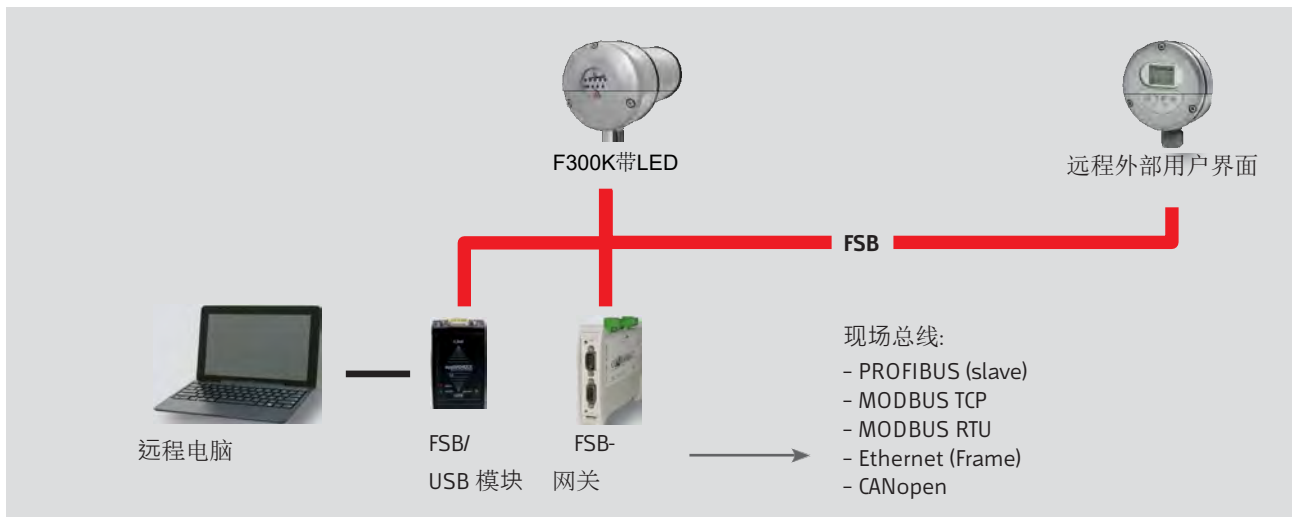 F300K带LED
远程外部用户界面
FSB
远程电脑
FSB/
USB 模块
FSB-
网关
现场总线:
– PROFIBUS (slave)
– MODBUS TCP
– MODBUS RTU
– Ethernet (Frame)
– CANopen